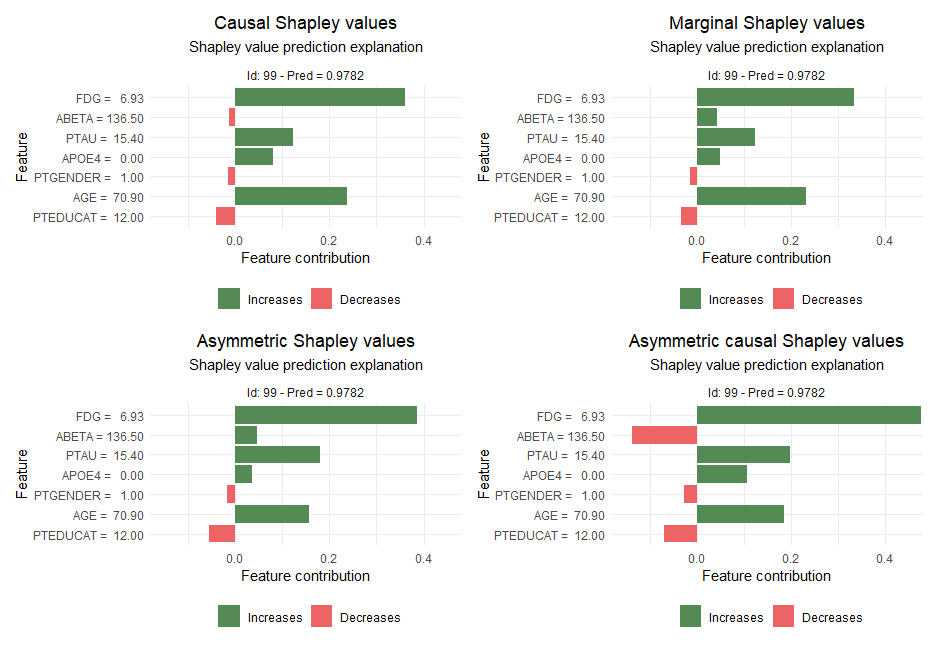 Causal Shapley values
Shapley value prediction explanation
Id: 99 - Pred = 0.9782
Feature
FDG = 6.93
ABETA = 136.50
PTAU = 15.40
APOE4 = 0.00
PTGENDER = 1.00
AGE = 70.90
PTEDUCAT = 12.00
0.0 0.2 0.4
Feature contribution
Increases Decreases
Marginal Shapley values
Shapley value prediction explanation
Id: 99 - Pred = 0.9782
Feature
FDG = 6.93
ABETA = 136.50
PTAU = 15.40
APOE4 = 0.00
PTGENDER = 1.00
AGE = 70.90
PTEDUCAT = 12.00
0.0 0.2 0.4
Feature contribution
Increases Decreases
Asymmetric Shapley values
Shapley value prediction explanation
Id: 99 - Pred = 0.9782
Feature
FDG = 6.93
ABETA = 136.50
PTAU = 15.40
APOE4 = 0.00
PTGENDER = 1.00
AGE = 70.90
PTEDUCAT = 12.00
0.0 0.2 0.4
Feature contribution
Increases Decreases
Asymmetric causal Shapley values
Shapley value prediction explanation
Id: 99 - Pred = 0.9782
Feature
FDG = 6.93
ABETA = 136.50
PTAU = 15.40
APOE4 = 0.00
PTGENDER = 1.00
AGE = 70.90
PTEDUCAT = 12.00
0.0 0.2 0.4
Feature contribution
Increases Decreases